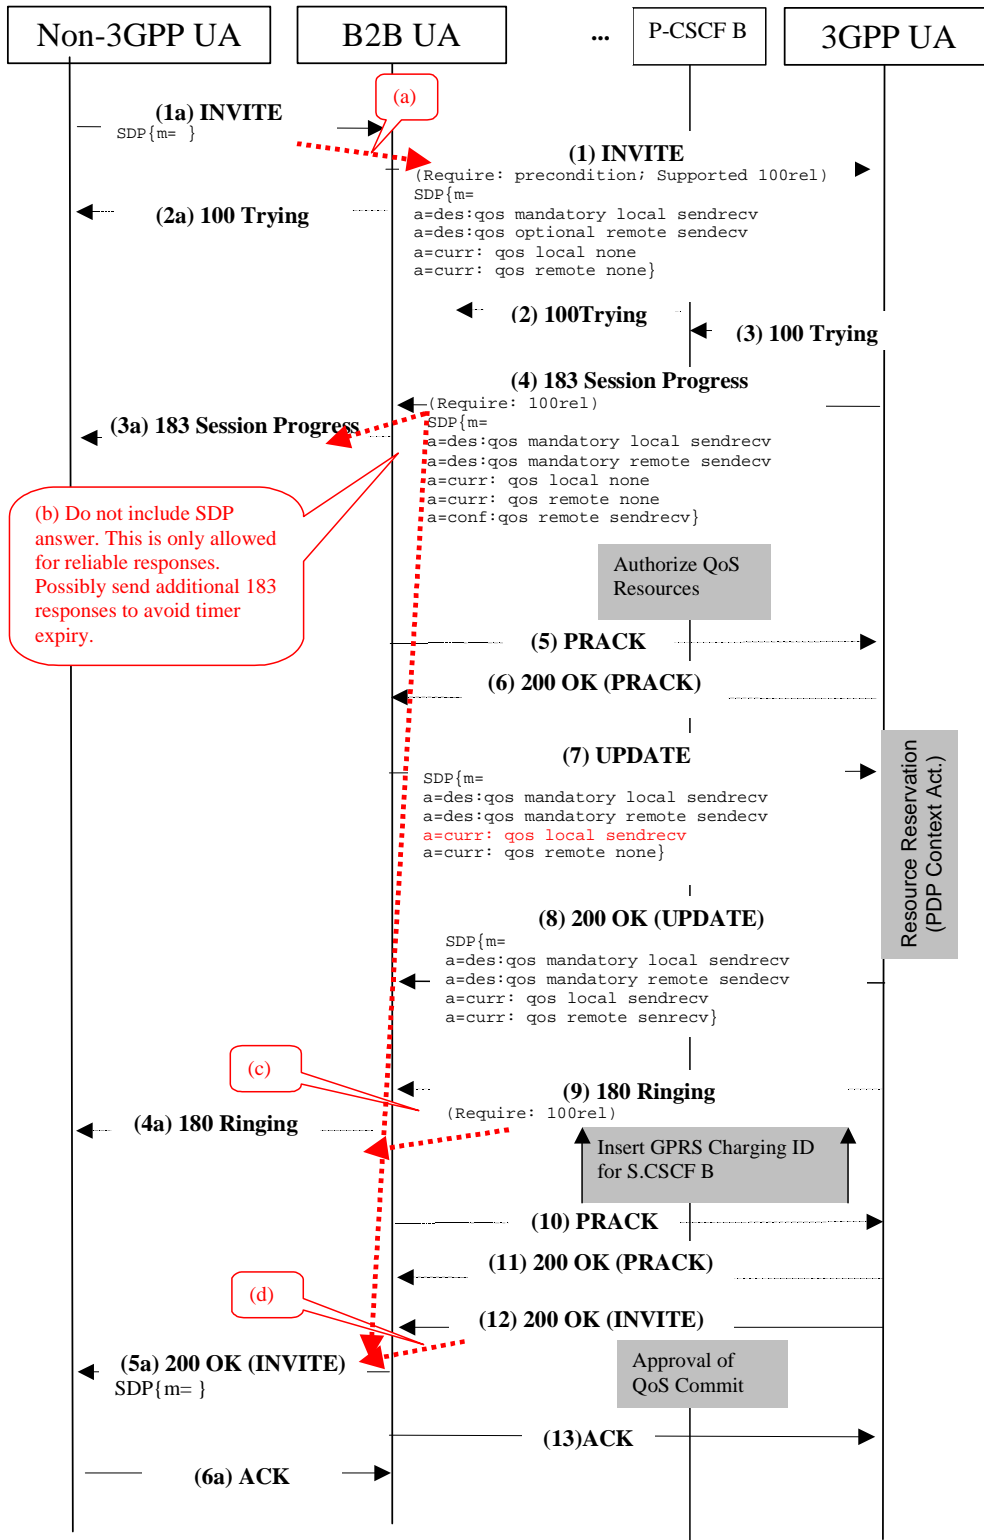 Non-3GPP UA
B2B UA
...
P-CSCF B
3GPP UA
(a)
(1a) INVITE
SDP{m= }
(1) INVITE
(Require: precondition; Supported 100rel)
SDP{m=
a=des:qos mandatory local sendrecv
a=des:qos optional remote sendecv
a=curr: qos local none
a=curr: qos remote none}
(2a) 100 Trying
(2) 100Trying
(3) 100 Trying
(4) 183 Session Progress
(Require: 100rel)
SDP{m=
a=des:qos mandatory local sendrecv
a=des:qos mandatory remote sendecv
a=curr: qos local none
a=curr: qos remote none
a=conf:qos remote sendrecv}
(3a) 183 Session Progress
(b) Do not include SDP
answer. This is only allowed
for reliable responses.
Possibly send additional 183
responses to avoid timer
expiry.
Authorize QoS
Resources
(5) PRACK
(6) 200 OK (PRACK)
(7) UPDATE
SDP{m=
a=des:qos mandatory local sendrecv
a=des:qos mandatory remote sendecv
a=curr: qos local sendrecv
a=curr: qos remote none}
Resource Reservation
(PDP Context Act.)
(8) 200 OK (UPDATE)
SDP{m=
a=des:qos mandatory local sendrecv
a=des:qos mandatory remote sendecv
a=curr: qos local sendrecv
a=curr: qos remote senrecv}
(c)
(9) 180 Ringing
(Require: 100rel)
(4a) 180 Ringing
Insert GPRS Charging ID
for S.CSCF B
(10) PRACK
(11) 200 OK (PRACK)
(d)
(12) 200 OK (INVITE)
(5a) 200 OK (INVITE)
SDP{m= }
Approval of
QoS Commit
(13)ACK
(6a) ACK